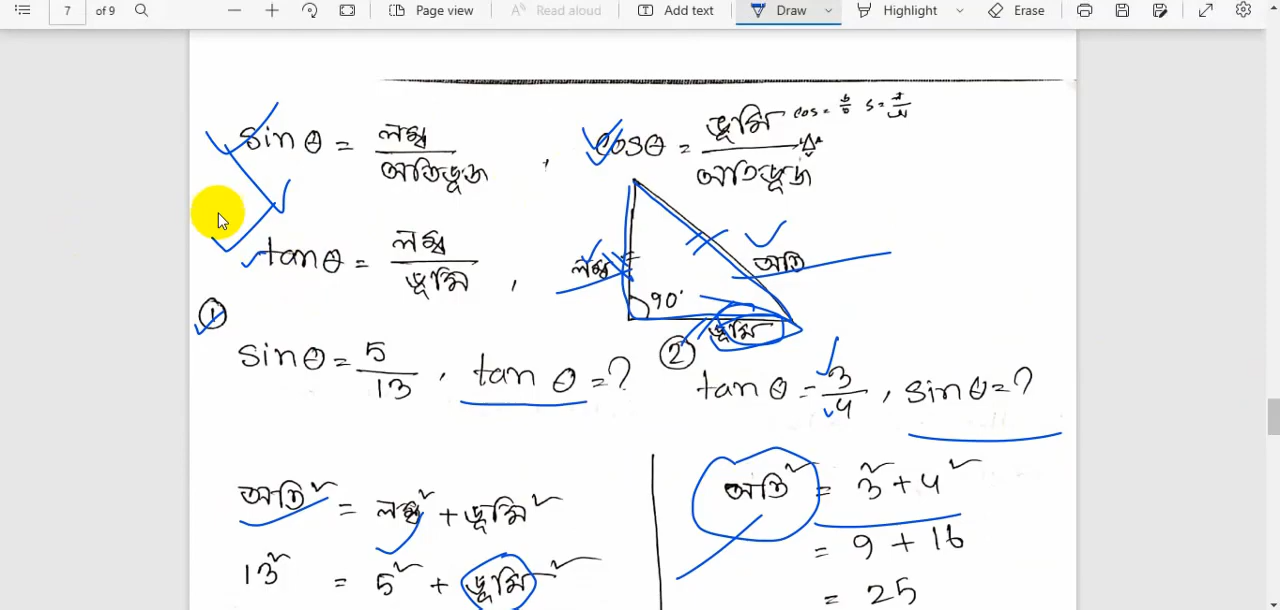 7 of 9 Page view Read aloud Add text Draw Highlight Erase
sinθ = লম্ব / অতিভূজ , cosθ = ভূমি / অতিভূজ
tanθ = লম্ব / ভূমি ,
লম্ব
অতি
90°
ভূমি
① sinθ = 5/13 , tanθ = ?
② tanθ = 3/4 , sinθ = ?
অতি² = লম্ব² + ভূমি²
13² = 5² + ভূমি²
অতি² = 3² + 4²
= 9 + 16
= 25